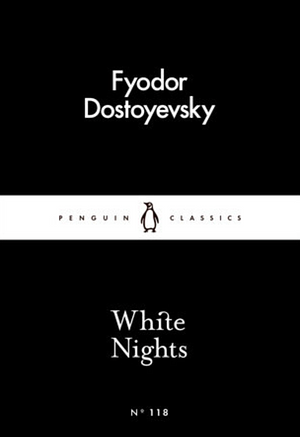 Fyodor
Dostoyevsky
PENGUIN CLASSICS
White
Nights
Nº 118